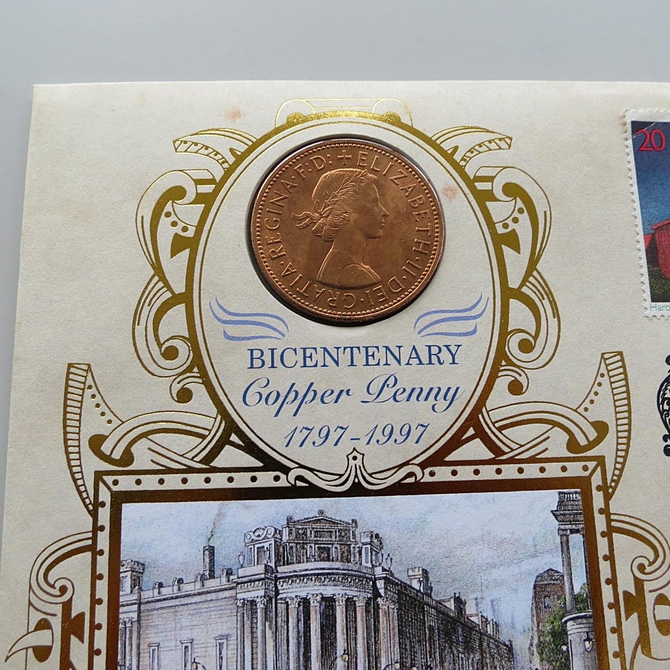 + ELIZABETH·II·DEI·GRATIA·REGINA·F:D:
BICENTENARY
Copper Penny
1797-1997
20